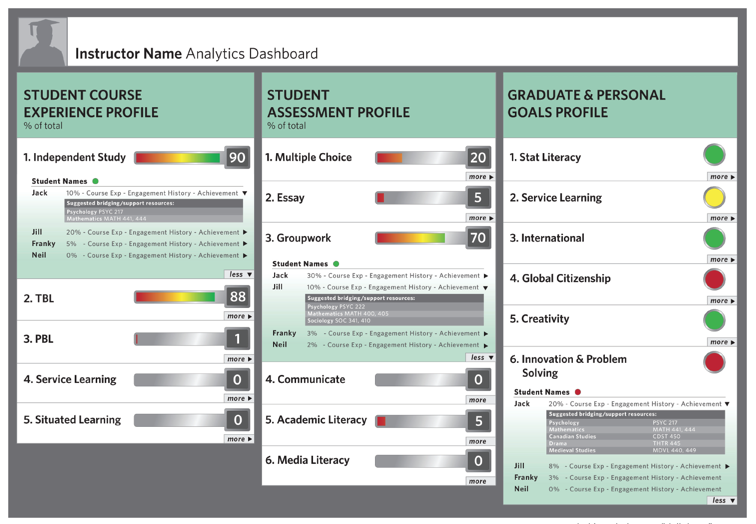 Instructor Name Analytics Dashboard
STUDENT COURSE
EXPERIENCE PROFILE
% of total
1. Independent Study 90
Student Names
Jack 10% - Course Exp - Engagement History - Achievement ▼
Suggested bridging/support resources:
Psychology PSYC 217
Mathematics MATH 441, 444
Jill 20% - Course Exp - Engagement History - Achievement ▶
Franky 5% - Course Exp - Engagement History - Achievement ▶
Neil 0% - Course Exp - Engagement History - Achievement ▶
less ▼
2. TBL 88
more ▶
3. PBL 1
more ▶
4. Service Learning 0
more ▶
5. Situated Learning 0
more ▶
STUDENT
ASSESSMENT PROFILE
% of total
1. Multiple Choice 20
more ▶
2. Essay 5
more ▶
3. Groupwork 70
Student Names
Jack 30% - Course Exp - Engagement History - Achievement ▶
Jill 10% - Course Exp - Engagement History - Achievement ▼
Suggested bridging/support resources:
Psychology PSYC 222
Mathematics MATH 400, 405
Sociology SOC 341, 410
Franky 3% - Course Exp - Engagement History - Achievement ▶
Neil 2% - Course Exp - Engagement History - Achievement ▶
less ▼
4. Communicate 0
more
5. Academic Literacy 5
more
6. Media Literacy 0
more
GRADUATE & PERSONAL
GOALS PROFILE
1. Stat Literacy
more ▶
2. Service Learning
more ▶
3. International
more ▶
4. Global Citizenship
more ▶
5. Creativity
more ▶
6. Innovation & Problem
Solving
Student Names
Jack 20% - Course Exp - Engagement History - Achievement ▼
Suggested bridging/support resources:
Psychology PSYC 217
Mathematics MATH 441, 444
Canadian Studies CDST 450
Drama THTR 445
Medieval Studies MDVL 440, 449
Jill 8% - Course Exp - Engagement History - Achievement ▶
Franky 3% - Course Exp - Engagement History - Achievement
Neil 0% - Course Exp - Engagement History - Achievement
less ▼